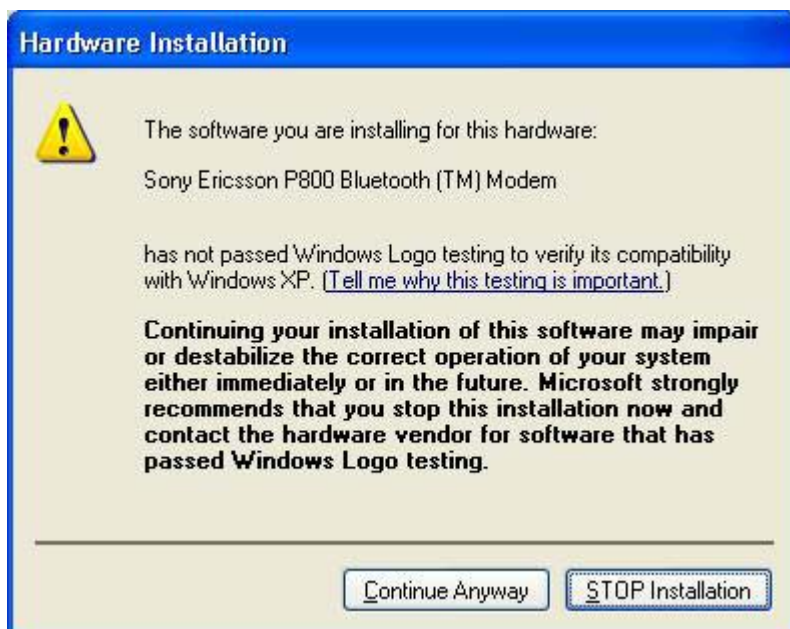 Hardware Installation
The software you are installing for this hardware:
Sony Ericsson P800 Bluetooth (TM) Modem
has not passed Windows Logo testing to verify its compatibility
with Windows XP. (Tell me why this testing is important.)
Continuing your installation of this software may impair
or destabilize the correct operation of your system
either immediately or in the future. Microsoft strongly
recommends that you stop this installation now and
contact the hardware vendor for software that has
passed Windows Logo testing.
Continue Anyway
STOP Installation